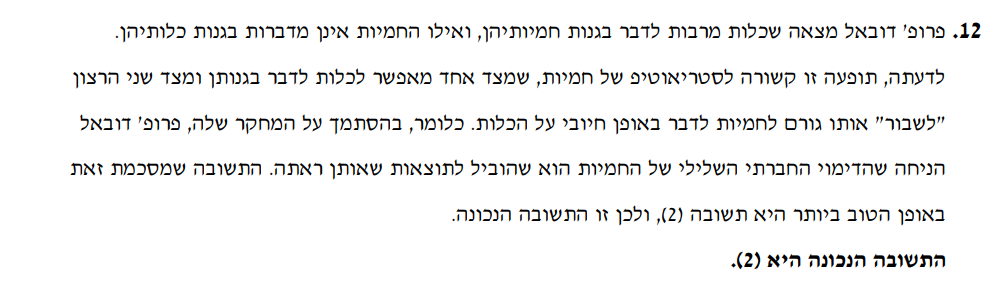 12. פרופ' דובאל מצאה שכלות מרבות לדבר בגנות חמיותיהן, ואילו החמיות אינן מדברות בגנות כלותיהן.
לדעתה, תופעה זו קשורה לסטריאוטיפ של חמיות, שמצד אחד מאפשר לכלות לדבר בגנותן ומצד שני הרצון
"לשבור" אותו גורם לחמיות לדבר באופן חיובי על הכלות. כלומר, בהסתמך על המחקר שלה, פרופ' דובאל
הניחה שהדימוי החברתי השלילי של החמיות הוא שהוביל לתוצאות שאותן ראתה. התשובה שמסכמת זאת
באופן הטוב ביותר היא תשובה (2), ולכן זו התשובה הנכונה.
התשובה הנכונה היא (2).